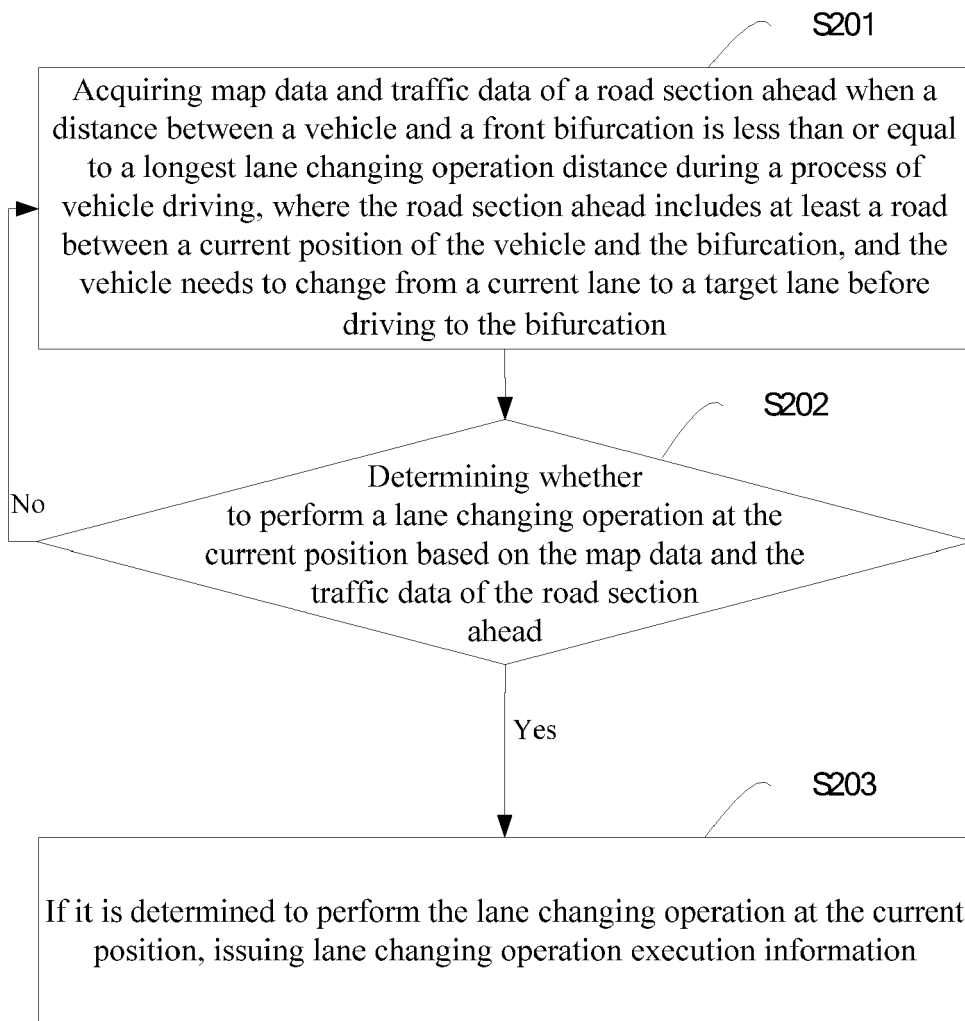 S201
Acquiring map data and traffic data of a road section ahead when a
distance between a vehicle and a front bifurcation is less than or equal
to a longest lane changing operation distance during a process of
vehicle driving, where the road section ahead includes at least a road
between a current position of the vehicle and the bifurcation, and the
vehicle needs to change from a current lane to a target lane before
driving to the bifurcation
S202
No
Determining whether
to perform a lane changing operation at the
current position based on the map data and the
traffic data of the road section
ahead
Yes
S203
If it is determined to perform the lane changing operation at the current
position, issuing lane changing operation execution information